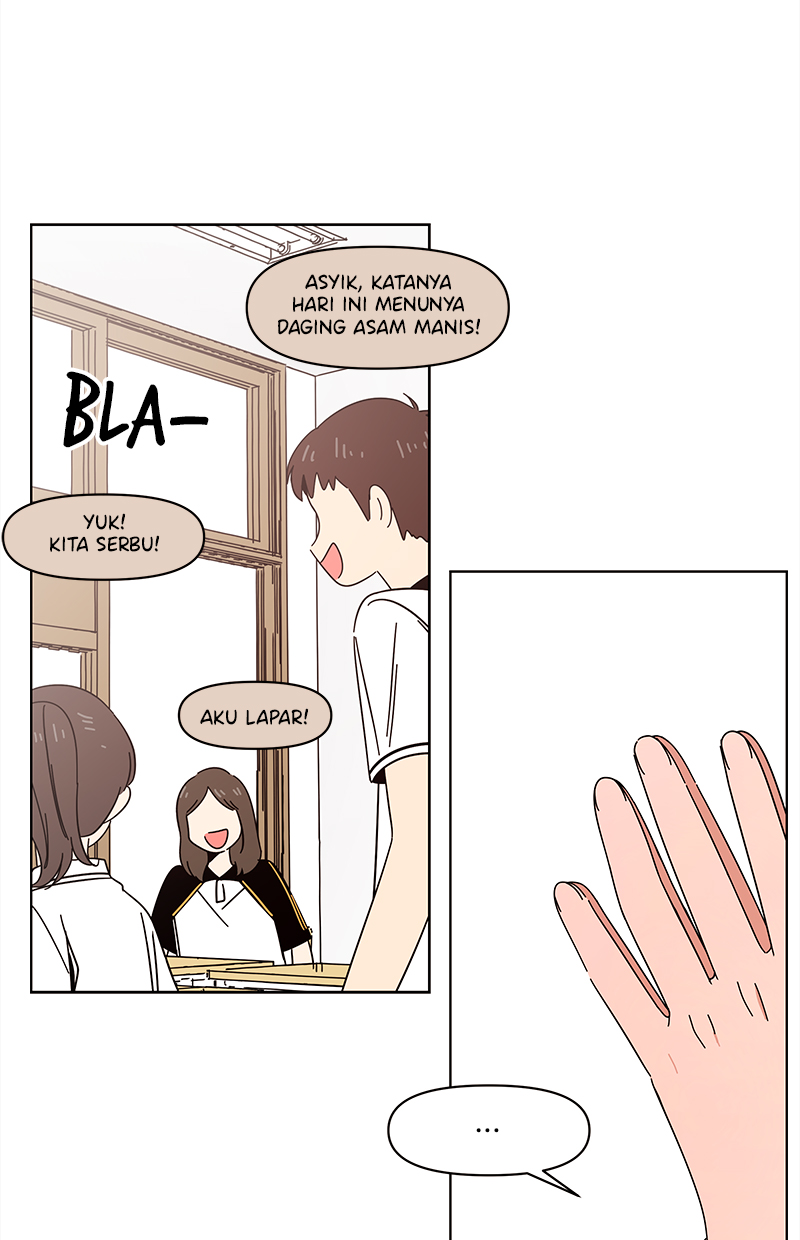 ASYIK, KATANYA
HARI INI MENUNYA
DAGING ASAM MANIS!
BLA-
YUK!
KITA SERBU!
AKU LAPAR!
...